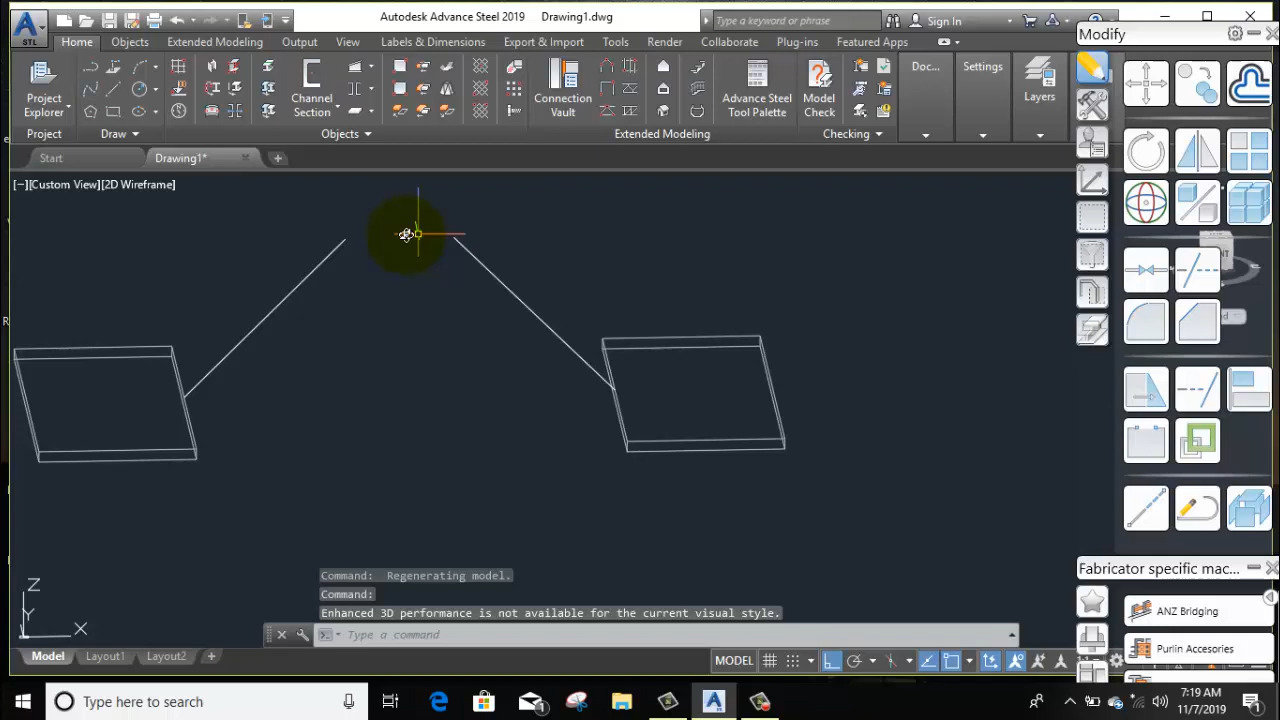 Autodesk Advance Steel 2019 Drawing1.dwg
Type a keyword or phrase
Sign In
STL
Home Objects Extended Modeling Output View Labels & Dimensions Export & Import Tools Render Collaborate Plug-ins Featured Apps
Project Explorer
Channel Section
Connection Vault
Advance Steel Tool Palette
Model Check
Doc...
Settings
Layers
Project Draw Objects Extended Modeling Checking
Start Drawing1*
[−][Custom View][2D Wireframe]
Modify
Z
Y
X
Command: Regenerating model.
Command:
Enhanced 3D performance is not available for the current visual style.
Type a command
Fabricator specific mac...
ANZ Bridging
Purlin Accesories
Model Layout1 Layout2
MODEL
Type here to search
7:19 AM
11/7/2019